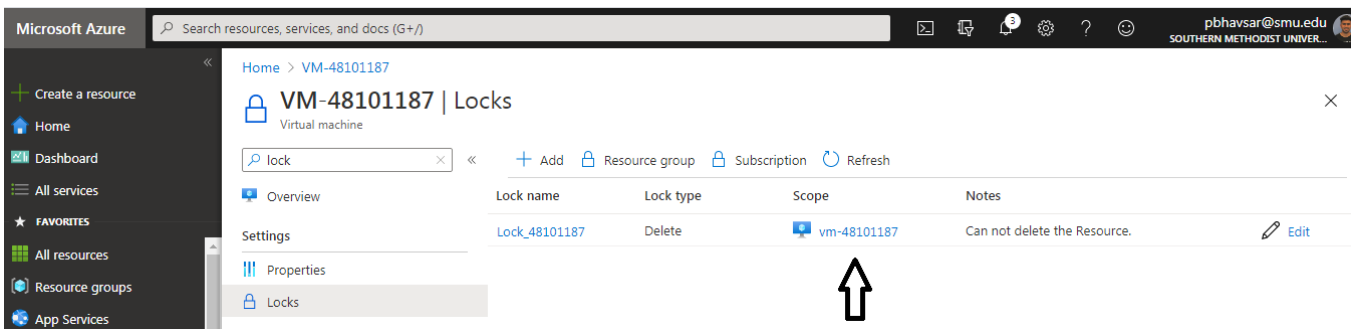 Microsoft Azure
Search resources, services, and docs (G+/)
3
pbhavsar@smu.edu
SOUTHERN METHODIST UNIVER...
Home > VM-48101187
Create a resource
Home
Dashboard
All services
FAVORITES
All resources
Resource groups
App Services
VM-48101187 | Locks
Virtual machine
lock
Overview
Settings
Properties
Locks
Add Resource group Subscription Refresh
Lock name Lock type Scope Notes
Lock_48101187 Delete vm-48101187 Can not delete the Resource. Edit